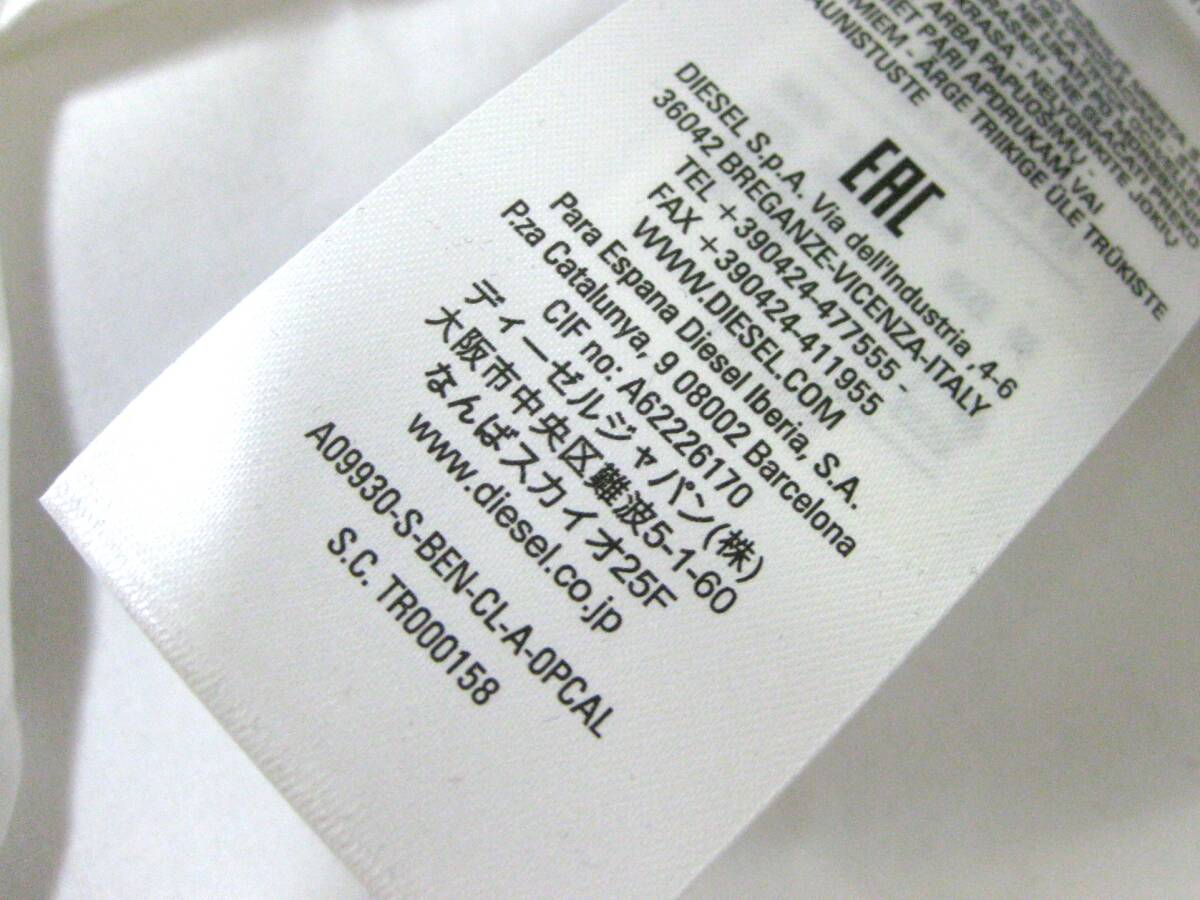 KRASA - NELYGINKITE JOKIŲ
ARBA PAPUOŠIMŲ -
PĀRI APDRUKĀM VAI
MIEM - ÄRGE TRIIKIGE ÜLE TRÜKISTE
AUNISTUSTE
EAC
DIESEL S.p.A. Via dell'Industria ,4-6
36042 BREGANZE-VICENZA-ITALY
TEL +390424-477555 -
FAX +390424-411955
WWW.DIESEL.COM
Para Espana Diesel Iberia, S.A.
P.za Catalunya, 9 08002 Barcelona
CIF no: A62226170
ディーゼルジャパン(株)
大阪市中央区難波5-1-60
なんばスカイオ25F
www.diesel.co.jp
A09930-S-BEN-CL-A-0PCAL
S.C. TR000158